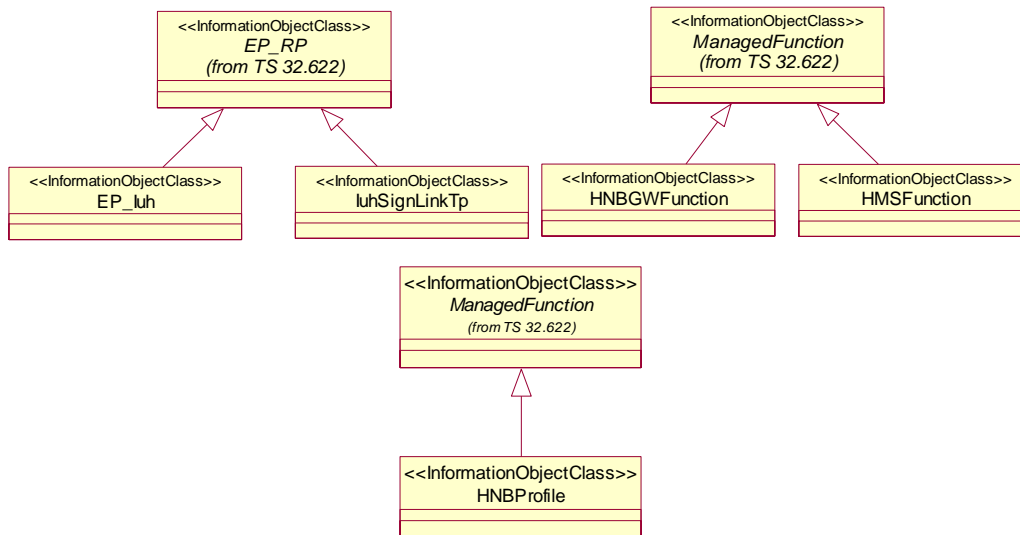 <<InformationObjectClass>>
EP_RP
(from TS 32.622)
<<InformationObjectClass>>
ManagedFunction
(from TS 32.622)
<<InformationObjectClass>>
EP_Iuh
<<InformationObjectClass>>
IuhSignLinkTp
<<InformationObjectClass>>
HNBGWFunction
<<InformationObjectClass>>
HMSFunction
<<InformationObjectClass>>
ManagedFunction
(from TS 32.622)
<<InformationObjectClass>>
HNBProfile